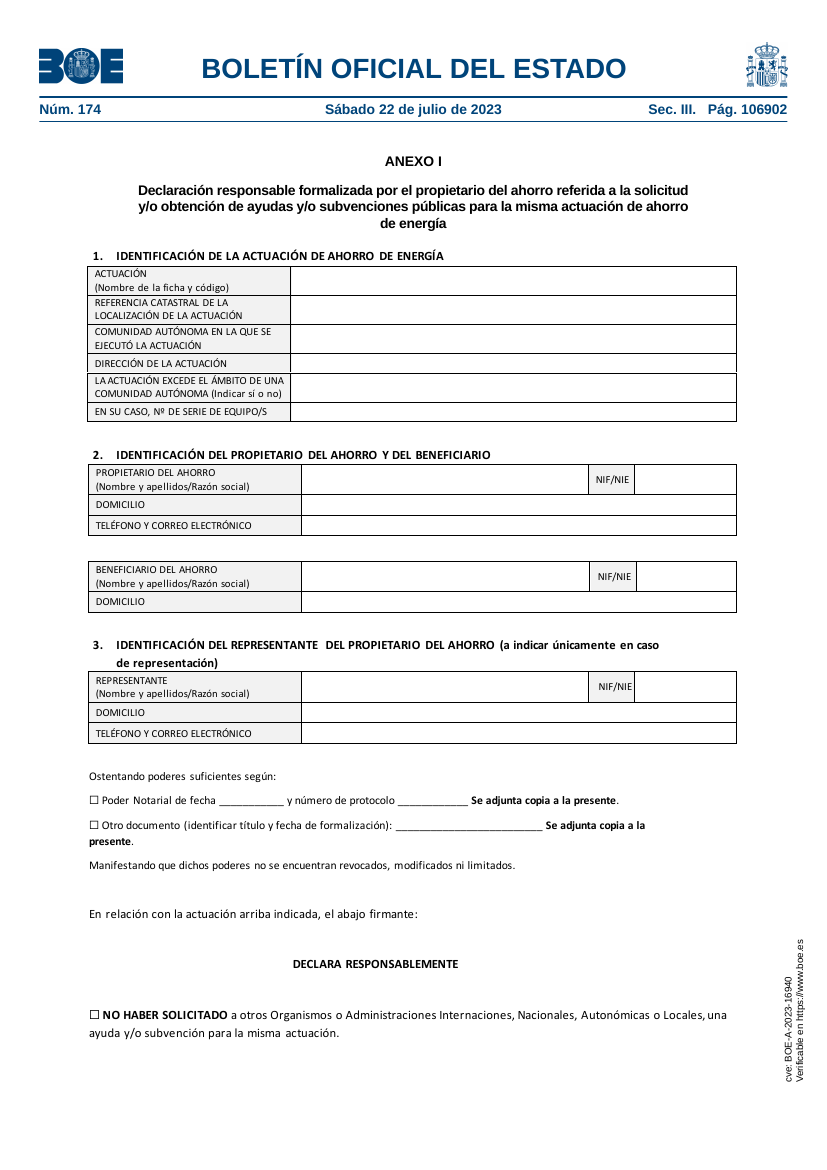 BOE
BOLETÍN OFICIAL DEL ESTADO
Núm. 174 Sábado 22 de julio de 2023 Sec. III. Pág. 106902
ANEXO I
Declaración responsable formalizada por el propietario del ahorro referida a la solicitud
y/o obtención de ayudas y/o subvenciones públicas para la misma actuación de ahorro
de energía
1. IDENTIFICACIÓN DE LA ACTUACIÓN DE AHORRO DE ENERGÍA
ACTUACIÓN
(Nombre de la ficha y código)
REFERENCIA CATASTRAL DE LA
LOCALIZACIÓN DE LA ACTUACIÓN
COMUNIDAD AUTÓNOMA EN LA QUE SE
EJECUTÓ LA ACTUACIÓN
DIRECCIÓN DE LA ACTUACIÓN
LA ACTUACIÓN EXCEDE EL ÁMBITO DE UNA
COMUNIDAD AUTÓNOMA (Indicar sí o no)
EN SU CASO, Nº DE SERIE DE EQUIPO/S
2. IDENTIFICACIÓN DEL PROPIETARIO DEL AHORRO Y DEL BENEFICIARIO
PROPIETARIO DEL AHORRO
(Nombre y apellidos/Razón social)
NIF/NIE
DOMICILIO
TELÉFONO Y CORREO ELECTRÓNICO
BENEFICIARIO DEL AHORRO
(Nombre y apellidos/Razón social)
NIF/NIE
DOMICILIO
3. IDENTIFICACIÓN DEL REPRESENTANTE DEL PROPIETARIO DEL AHORRO (a indicar únicamente en caso
de representación)
REPRESENTANTE
(Nombre y apellidos/Razón social)
NIF/NIE
DOMICILIO
TELÉFONO Y CORREO ELECTRÓNICO
Ostentando poderes suficientes según:
☐ Poder Notarial de fecha ___________ y número de protocolo ____________ Se adjunta copia a la presente.
☐ Otro documento (identificar título y fecha de formalización): _________________________ Se adjunta copia a la
presente.
Manifestando que dichos poderes no se encuentran revocados, modificados ni limitados.
En relación con la actuación arriba indicada, el abajo firmante:
DECLARA RESPONSABLEMENTE
☐ NO HABER SOLICITADO a otros Organismos o Administraciones Internaciones, Nacionales, Autonómicas o Locales, una
ayuda y/o subvención para la misma actuación.
cve: BOE-A-2023-16940
Verificable en https://www.boe.es